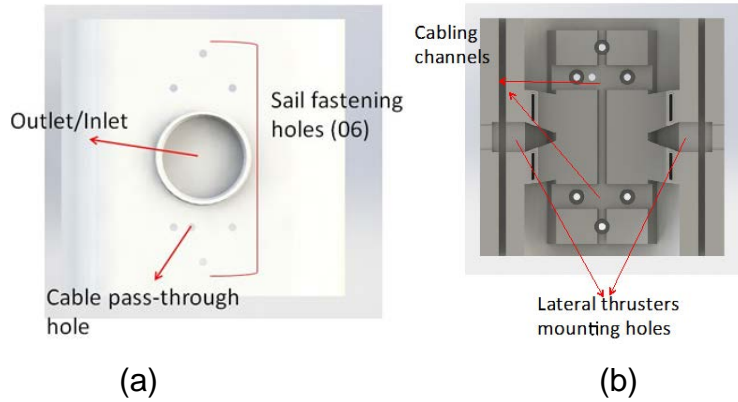 Outlet/Inlet
Sail fastening
holes (06)
Cable pass-through
hole
(a)
Cabling
channels
Lateral thrusters
mounting holes
(b)